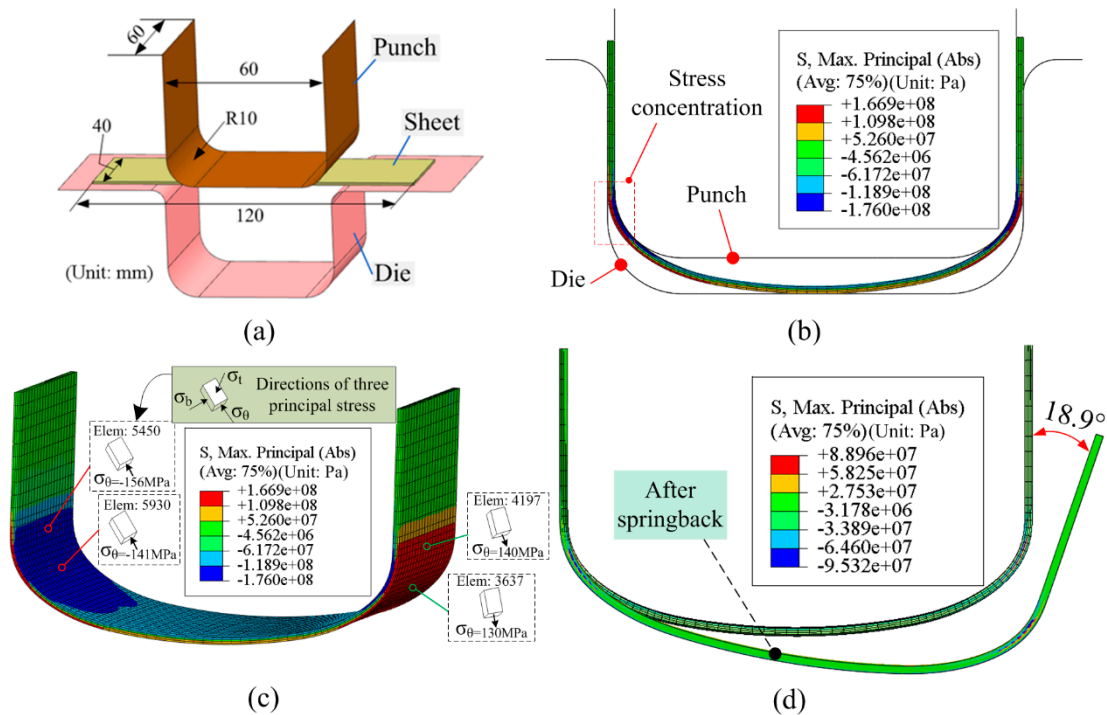 60
60
Punch
R10
Sheet
40
120
(Unit: mm)
Die
(a)
S, Max. Principal (Abs)
(Avg: 75%)(Unit: Pa)
+1.669e+08
+1.098e+08
+5.260e+07
-4.562e+06
-6.172e+07
-1.189e+08
-1.760e+08
Stress
concentration
Punch
Die
(b)
σt
σb
σθ
Directions of three
principal stress
Elem: 5450
σθ=-156MPa
Elem: 5930
σθ=-141MPa
S, Max. Principal (Abs)
(Avg: 75%)(Unit: Pa)
+1.669e+08
+1.098e+08
+5.260e+07
-4.562e+06
-6.172e+07
-1.189e+08
-1.760e+08
Elem: 4197
σθ=140MPa
Elem: 3637
σθ=130MPa
(c)
S, Max. Principal (Abs)
(Avg: 75%)(Unit: Pa)
+8.896e+07
+5.825e+07
+2.753e+07
-3.178e+06
-3.389e+07
-6.460e+07
-9.532e+07
18.9°
After
springback
(d)